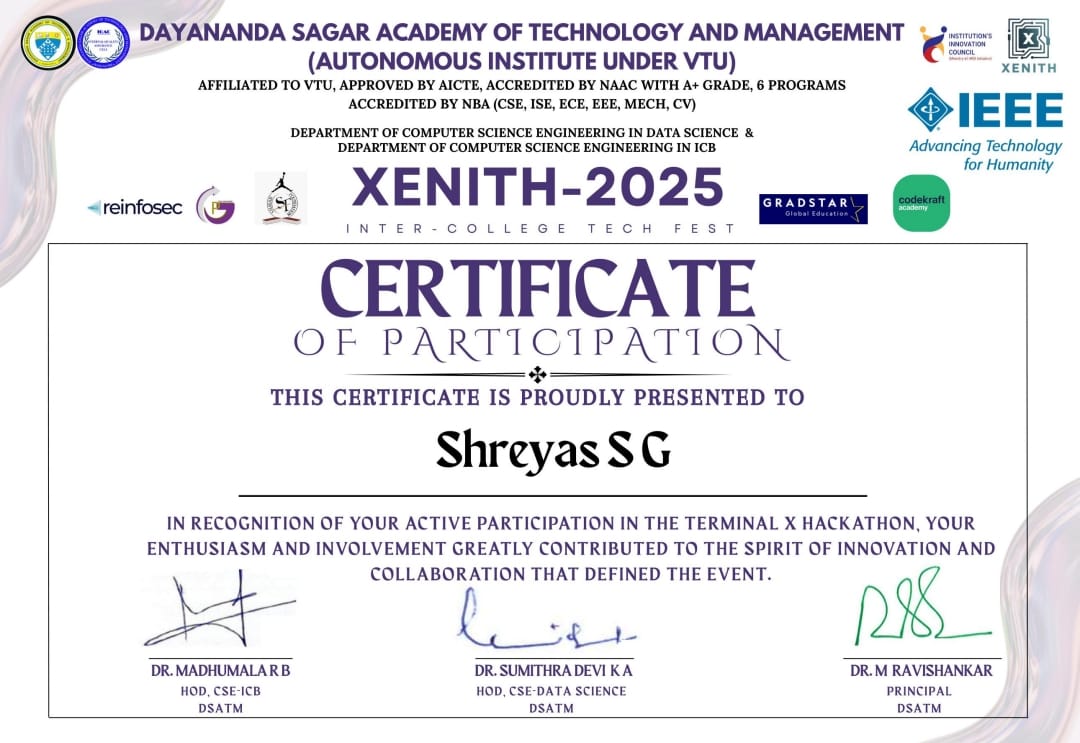 DAYANANDA SAGAR ACADEMY OF TECHNOLOGY AND MANAGEMENT
(AUTONOMOUS INSTITUTE UNDER VTU)
AFFILIATED TO VTU, APPROVED BY AICTE, ACCREDITED BY NAAC WITH A+ GRADE, 6 PROGRAMS
ACCREDITED BY NBA (CSE, ISE, ECE, EEE, MECH, CV)
INSTITUTION'S
INNOVATION
COUNCIL
XENITH
IEEE
Advancing Technology
for Humanity
DEPARTMENT OF COMPUTER SCIENCE ENGINEERING IN DATA SCIENCE &
DEPARTMENT OF COMPUTER SCIENCE ENGINEERING IN ICB
reinfosec
XENITH-2025
INTER-COLLEGE TECH FEST
GRADSTAR
Global Education
codekraft
academy
CERTIFICATE
OF PARTICIPATION
THIS CERTIFICATE IS PROUDLY PRESENTED TO
Shreyas S G
IN RECOGNITION OF YOUR ACTIVE PARTICIPATION IN THE TERMINAL X HACKATHON, YOUR
ENTHUSIASM AND INVOLVEMENT GREATLY CONTRIBUTED TO THE SPIRIT OF INNOVATION AND
COLLABORATION THAT DEFINED THE EVENT.
DR. MADHUMALA R B
HOD, CSE-ICB
DSATM
DR. SUMITHRA DEVI K A
HOD, CSE-DATA SCIENCE
DSATM
DR. M RAVISHANKAR
PRINCIPAL
DSATM